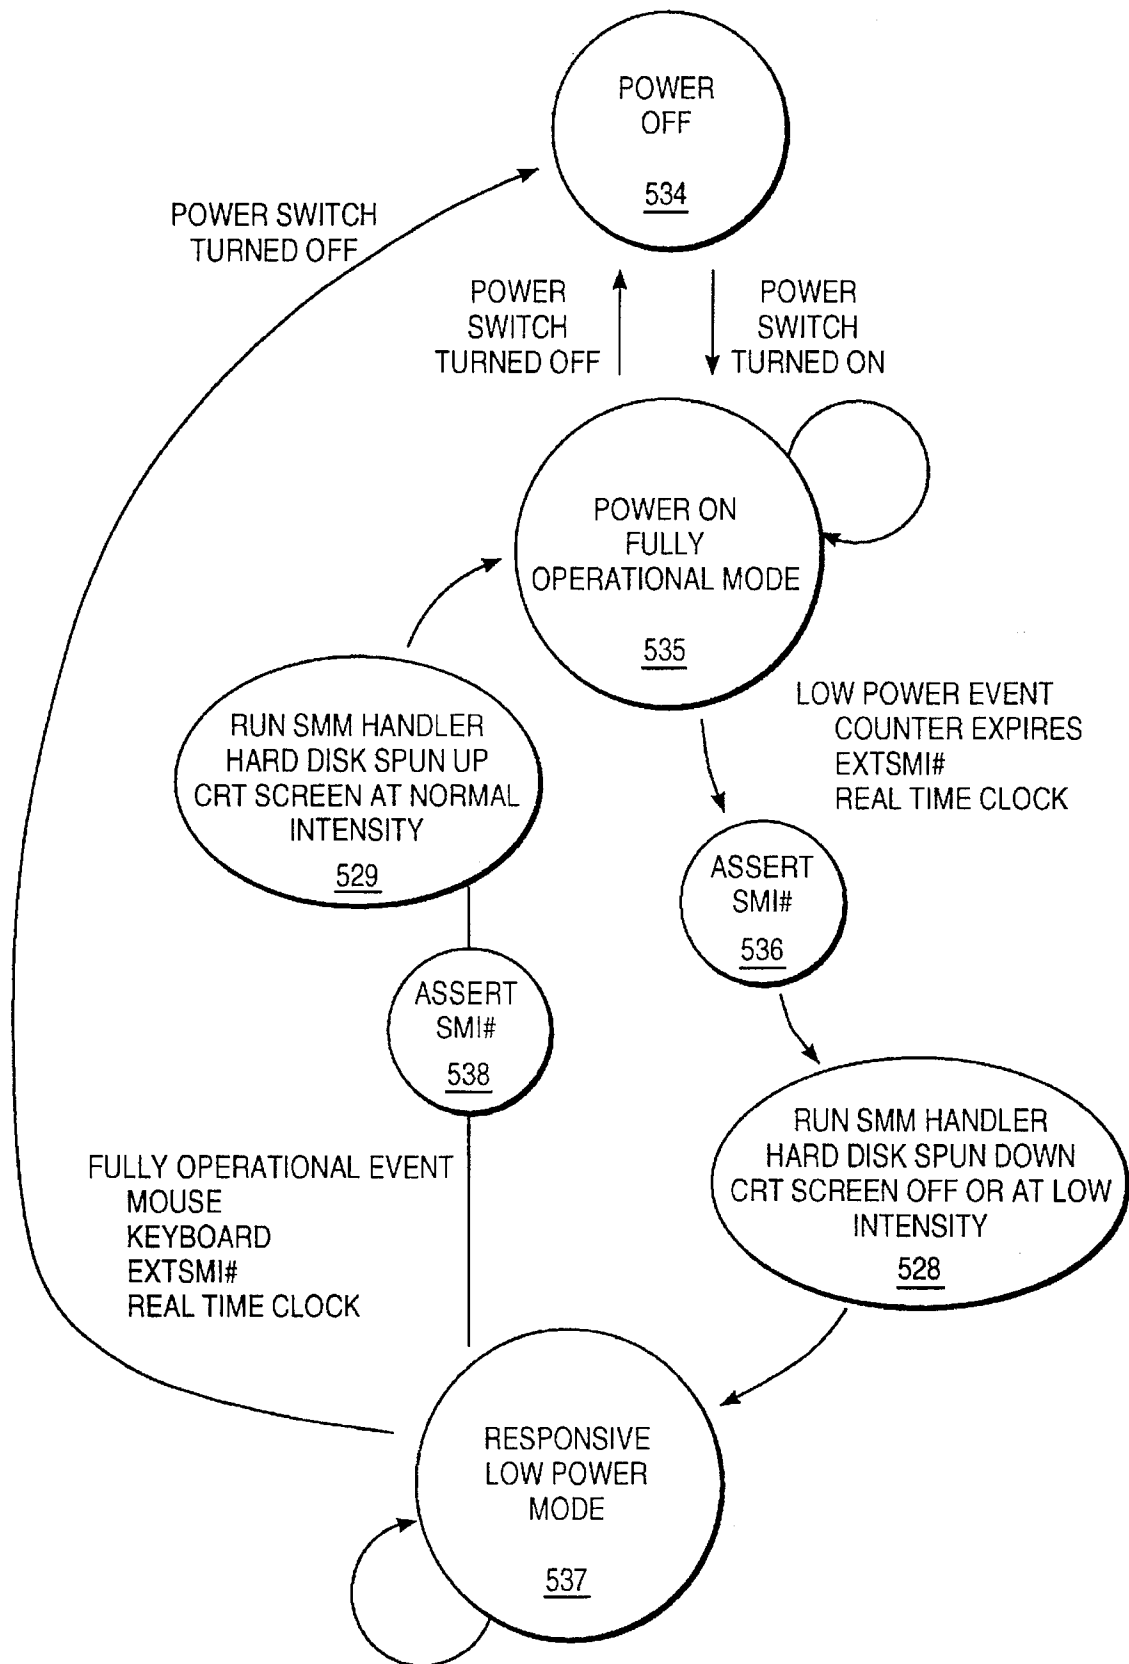 POWER
OFF
534
POWER SWITCH
TURNED OFF
POWER
SWITCH
TURNED OFF
POWER
SWITCH
TURNED ON
POWER ON
FULLY
OPERATIONAL MODE
535
LOW POWER EVENT
COUNTER EXPIRES
EXTSMI#
REAL TIME CLOCK
RUN SMM HANDLER
HARD DISK SPUN UP
CRT SCREEN AT NORMAL
INTENSITY
529
ASSERT
SMI#
536
ASSERT
SMI#
538
RUN SMM HANDLER
HARD DISK SPUN DOWN
CRT SCREEN OFF OR AT LOW
INTENSITY
528
FULLY OPERATIONAL EVENT
MOUSE
KEYBOARD
EXTSMI#
REAL TIME CLOCK
RESPONSIVE
LOW POWER
MODE
537